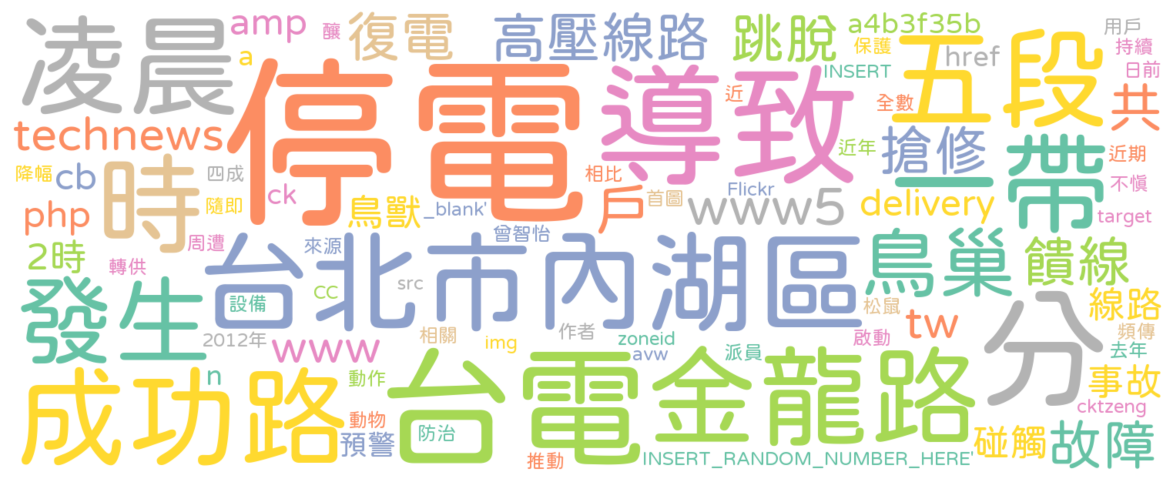 凌晨
amp
釀
復電
高壓線路
跳脫
a4b3f35b
用戶
a
保護
五段
href
持續
日前
technews
停電
導致
INSERT
近
全數
共
降幅
cb
時
四成
ck
隨即
鳥獸
_blank'
相比
戶
首圖
Flickr
近年
搶修
一帶
近期
不慎
php
www5
delivery
target
2時
周遭
轉供
來源
曾智怡
台北市內湖區
鳥巢
饋線
發生
設備
cc
src
松鼠
分
線路
2012年
www
相關
img
作者
zoneid
avw
派員
啟動
tw
頻傳
去年
成功路
n
動作
台電
金龍路
事故
cktzeng
動物
預警
防治
推動
INSERT_RANDOM_NUMBER_HERE'
碰觸
故障